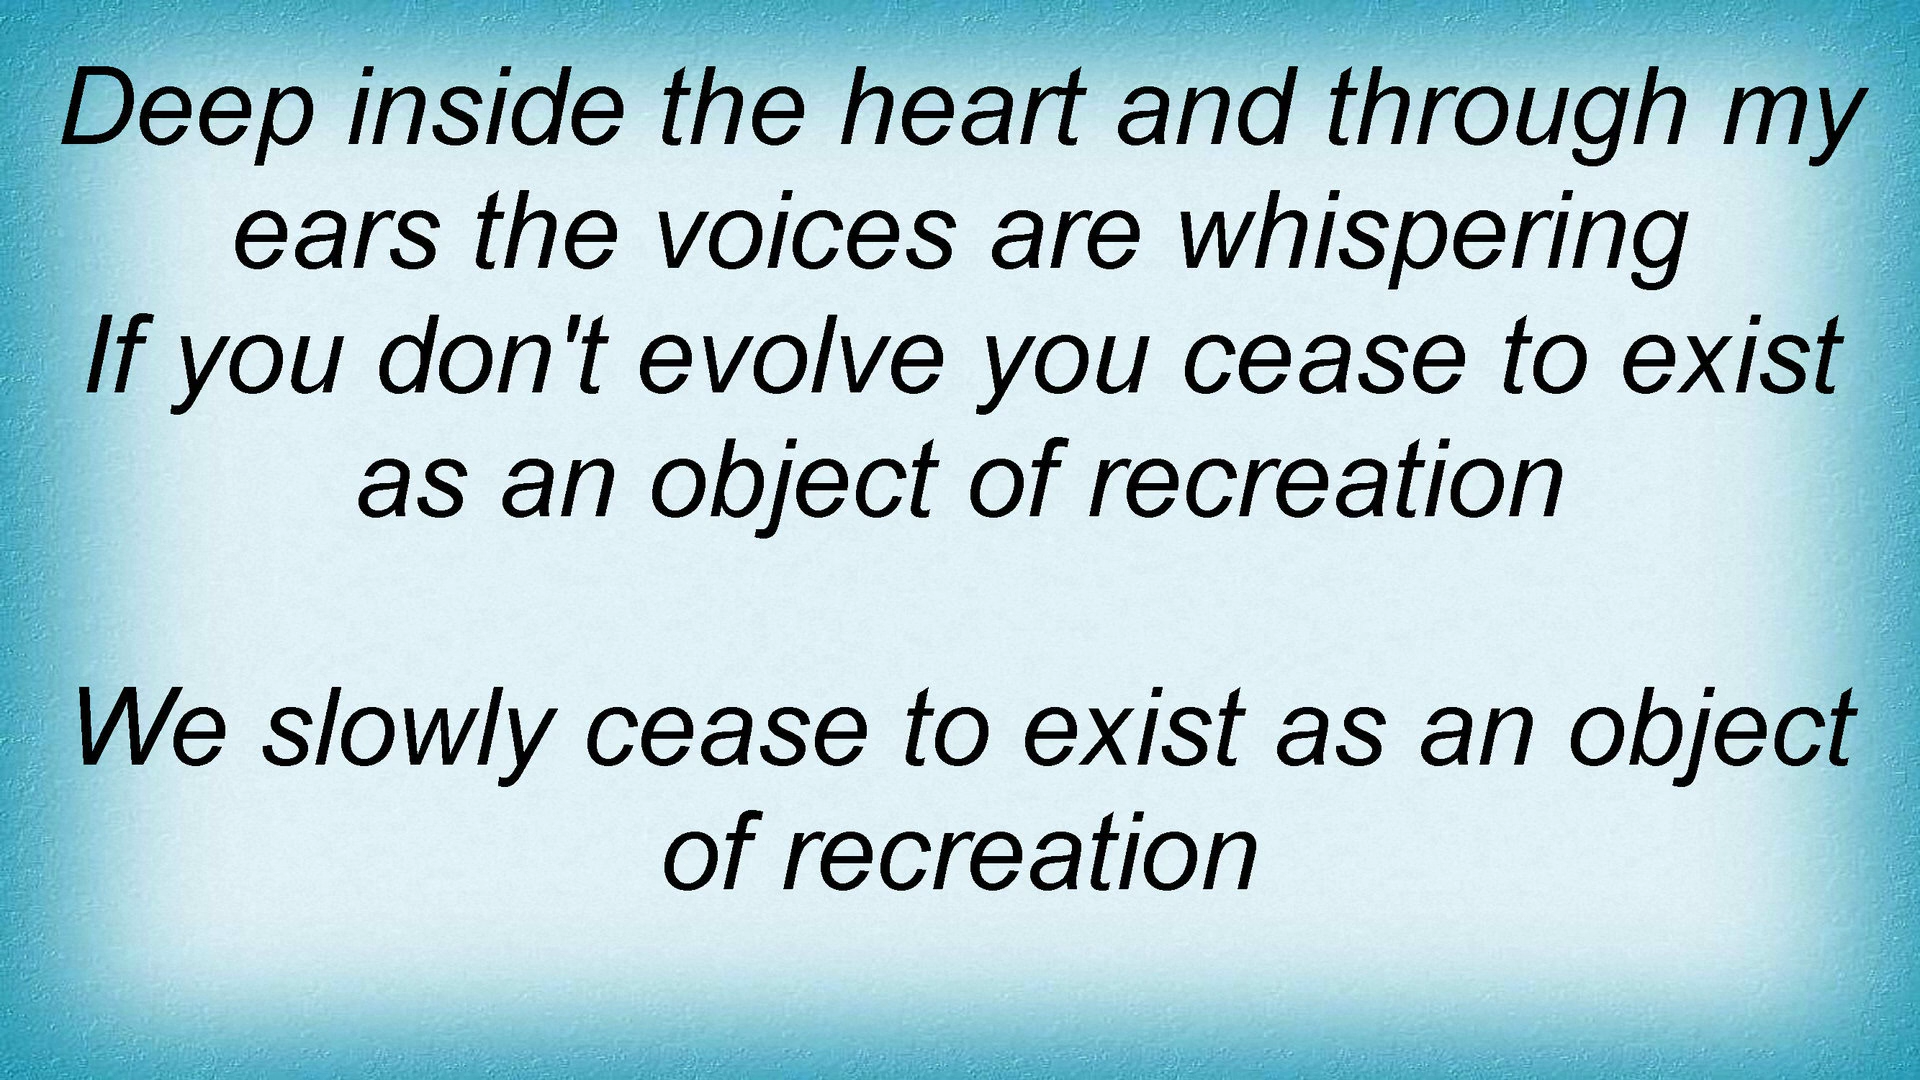 Deep inside the heart and through my
ears the voices are whispering
If you don't evolve you cease to exist
as an object of recreation
We slowly cease to exist as an object
of recreation